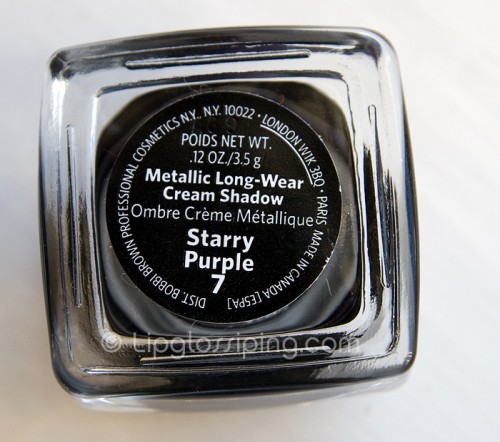 DIST. BOBBI BROWN PROFESSIONAL COSMETICS N.Y., N.Y. 10022 · LONDON W1K 3BQ · PARIS MADE IN CANADA [ESPA]
POIDS NET WT.
.12 OZ./3.5 g
Metallic Long-Wear
Cream Shadow
Ombre Crème Métallique
Starry
Purple
7
© Lipglossiping.com